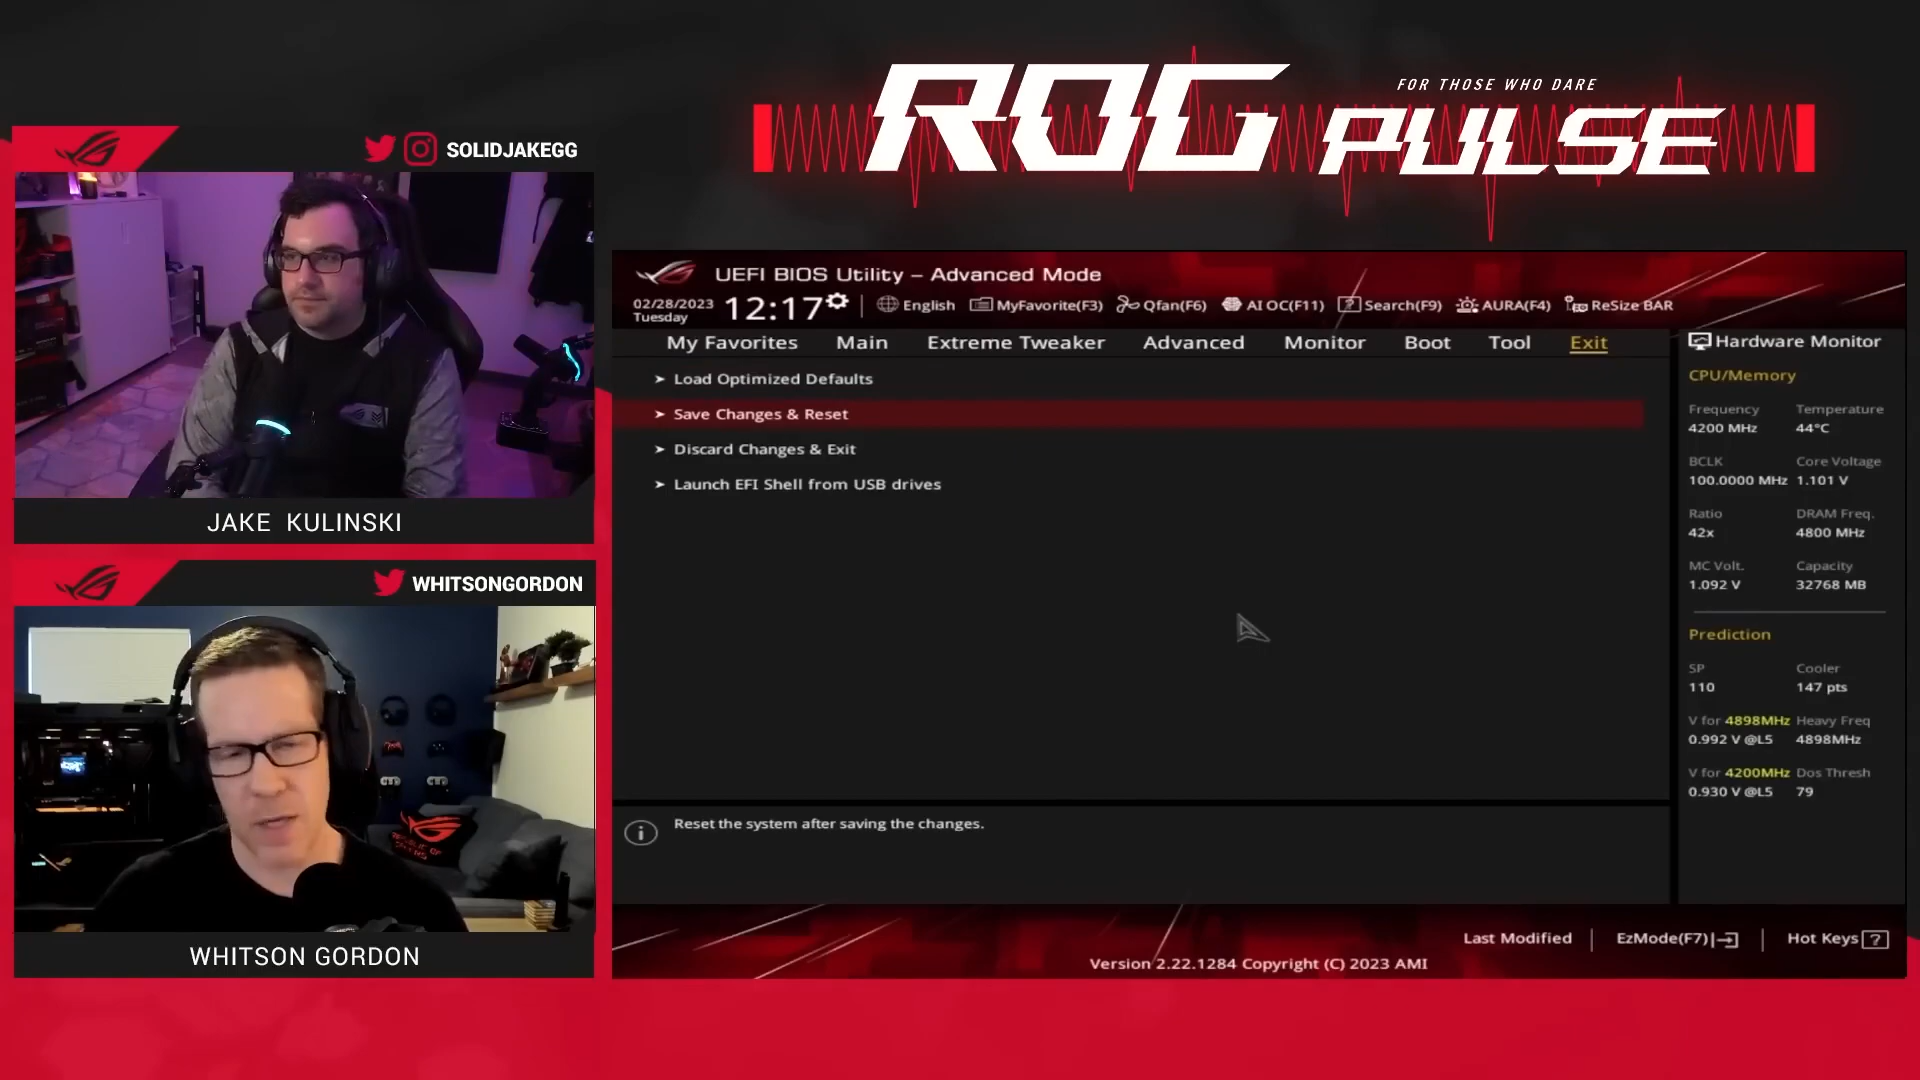 ROG PULSE
FOR THOSE WHO DARE
SOLIDJAKEGG
JAKE KULINSKI
WHITSONGORDON
WHITSON GORDON
UEFI BIOS Utility – Advanced Mode
02/28/2023
Tuesday
12:17
English
MyFavorite(F3)
Qfan(F6)
AI OC(F11)
Search(F9)
AURA(F4)
ReSize BAR
My Favorites
Main
Extreme Tweaker
Advanced
Monitor
Boot
Tool
Exit
Load Optimized Defaults
Save Changes & Reset
Discard Changes & Exit
Launch EFI Shell from USB drives
Reset the system after saving the changes.
Hardware Monitor
CPU/Memory
Frequency Temperature
4200 MHz 44°C
BCLK Core Voltage
100.0000 MHz 1.101 V
Ratio DRAM Freq.
42x 4800 MHz
MC Volt. Capacity
1.092 V 32768 MB
Prediction
SP Cooler
110 147 pts
V for 4898MHz Heavy Freq
0.992 V @L5 4898MHz
V for 4200MHz Dos Thresh
0.930 V @L5 79
Last Modified
EzMode(F7)
Hot Keys ?
Version 2.22.1284 Copyright (C) 2023 AMI